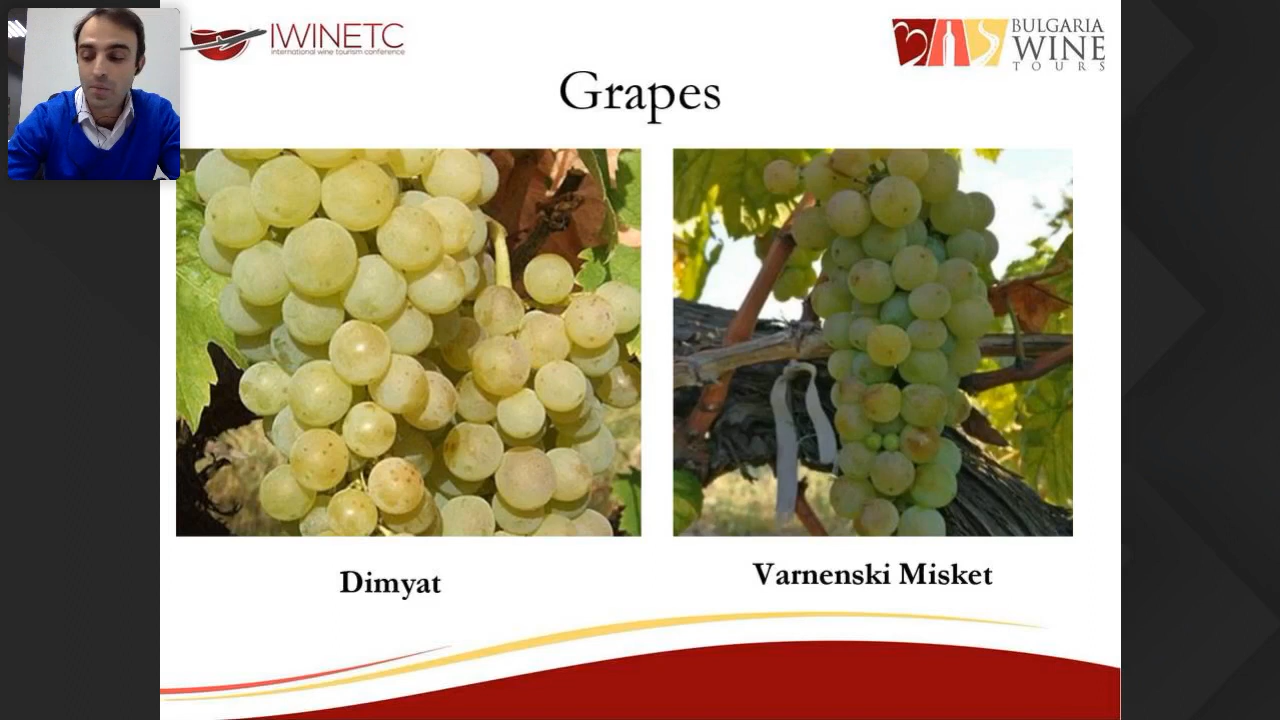 IWINETC
international wine tourism conference
BULGARIA
WINE
TOURS
Grapes
Dimyat
Varnenski Misket